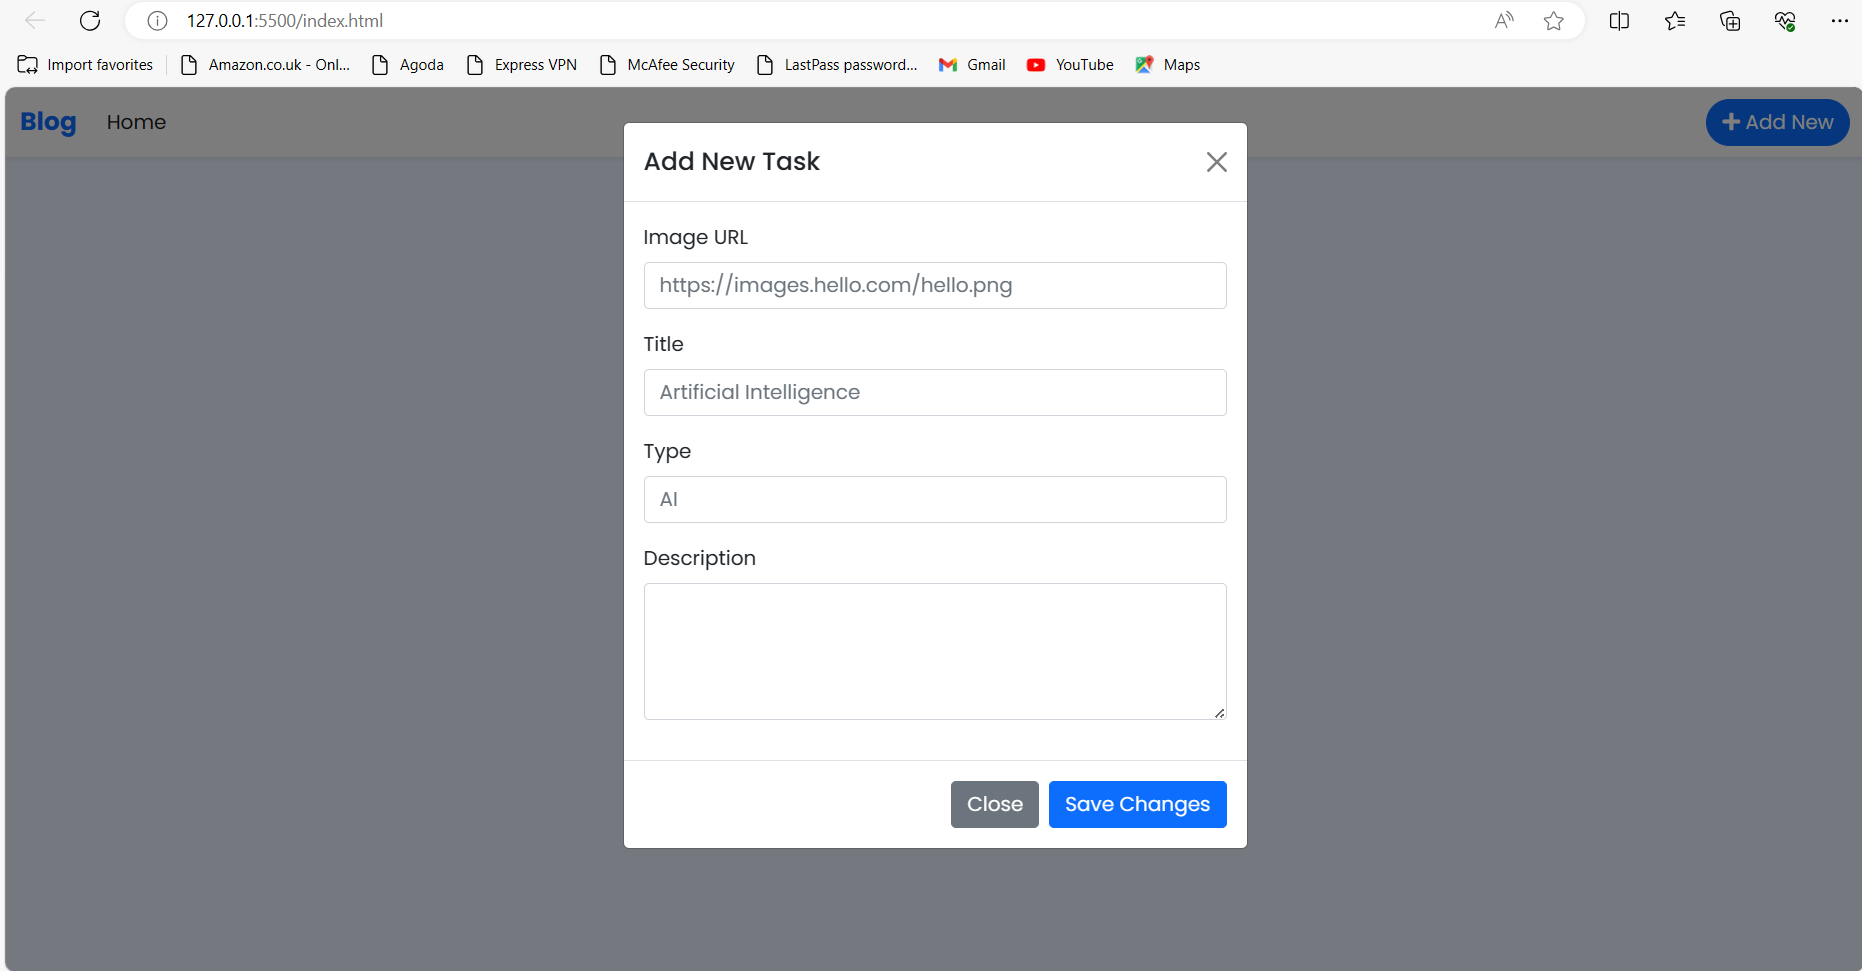 127.0.0.1:5500/index.html
Import favorites Amazon.co.uk - Onl... Agoda Express VPN McAfee Security LastPass password... Gmail YouTube Maps
Blog Home Add New
Add New Task
Image URL
https://images.hello.com/hello.png
Title
Artificial Intelligence
Type
AI
Description
Close Save Changes